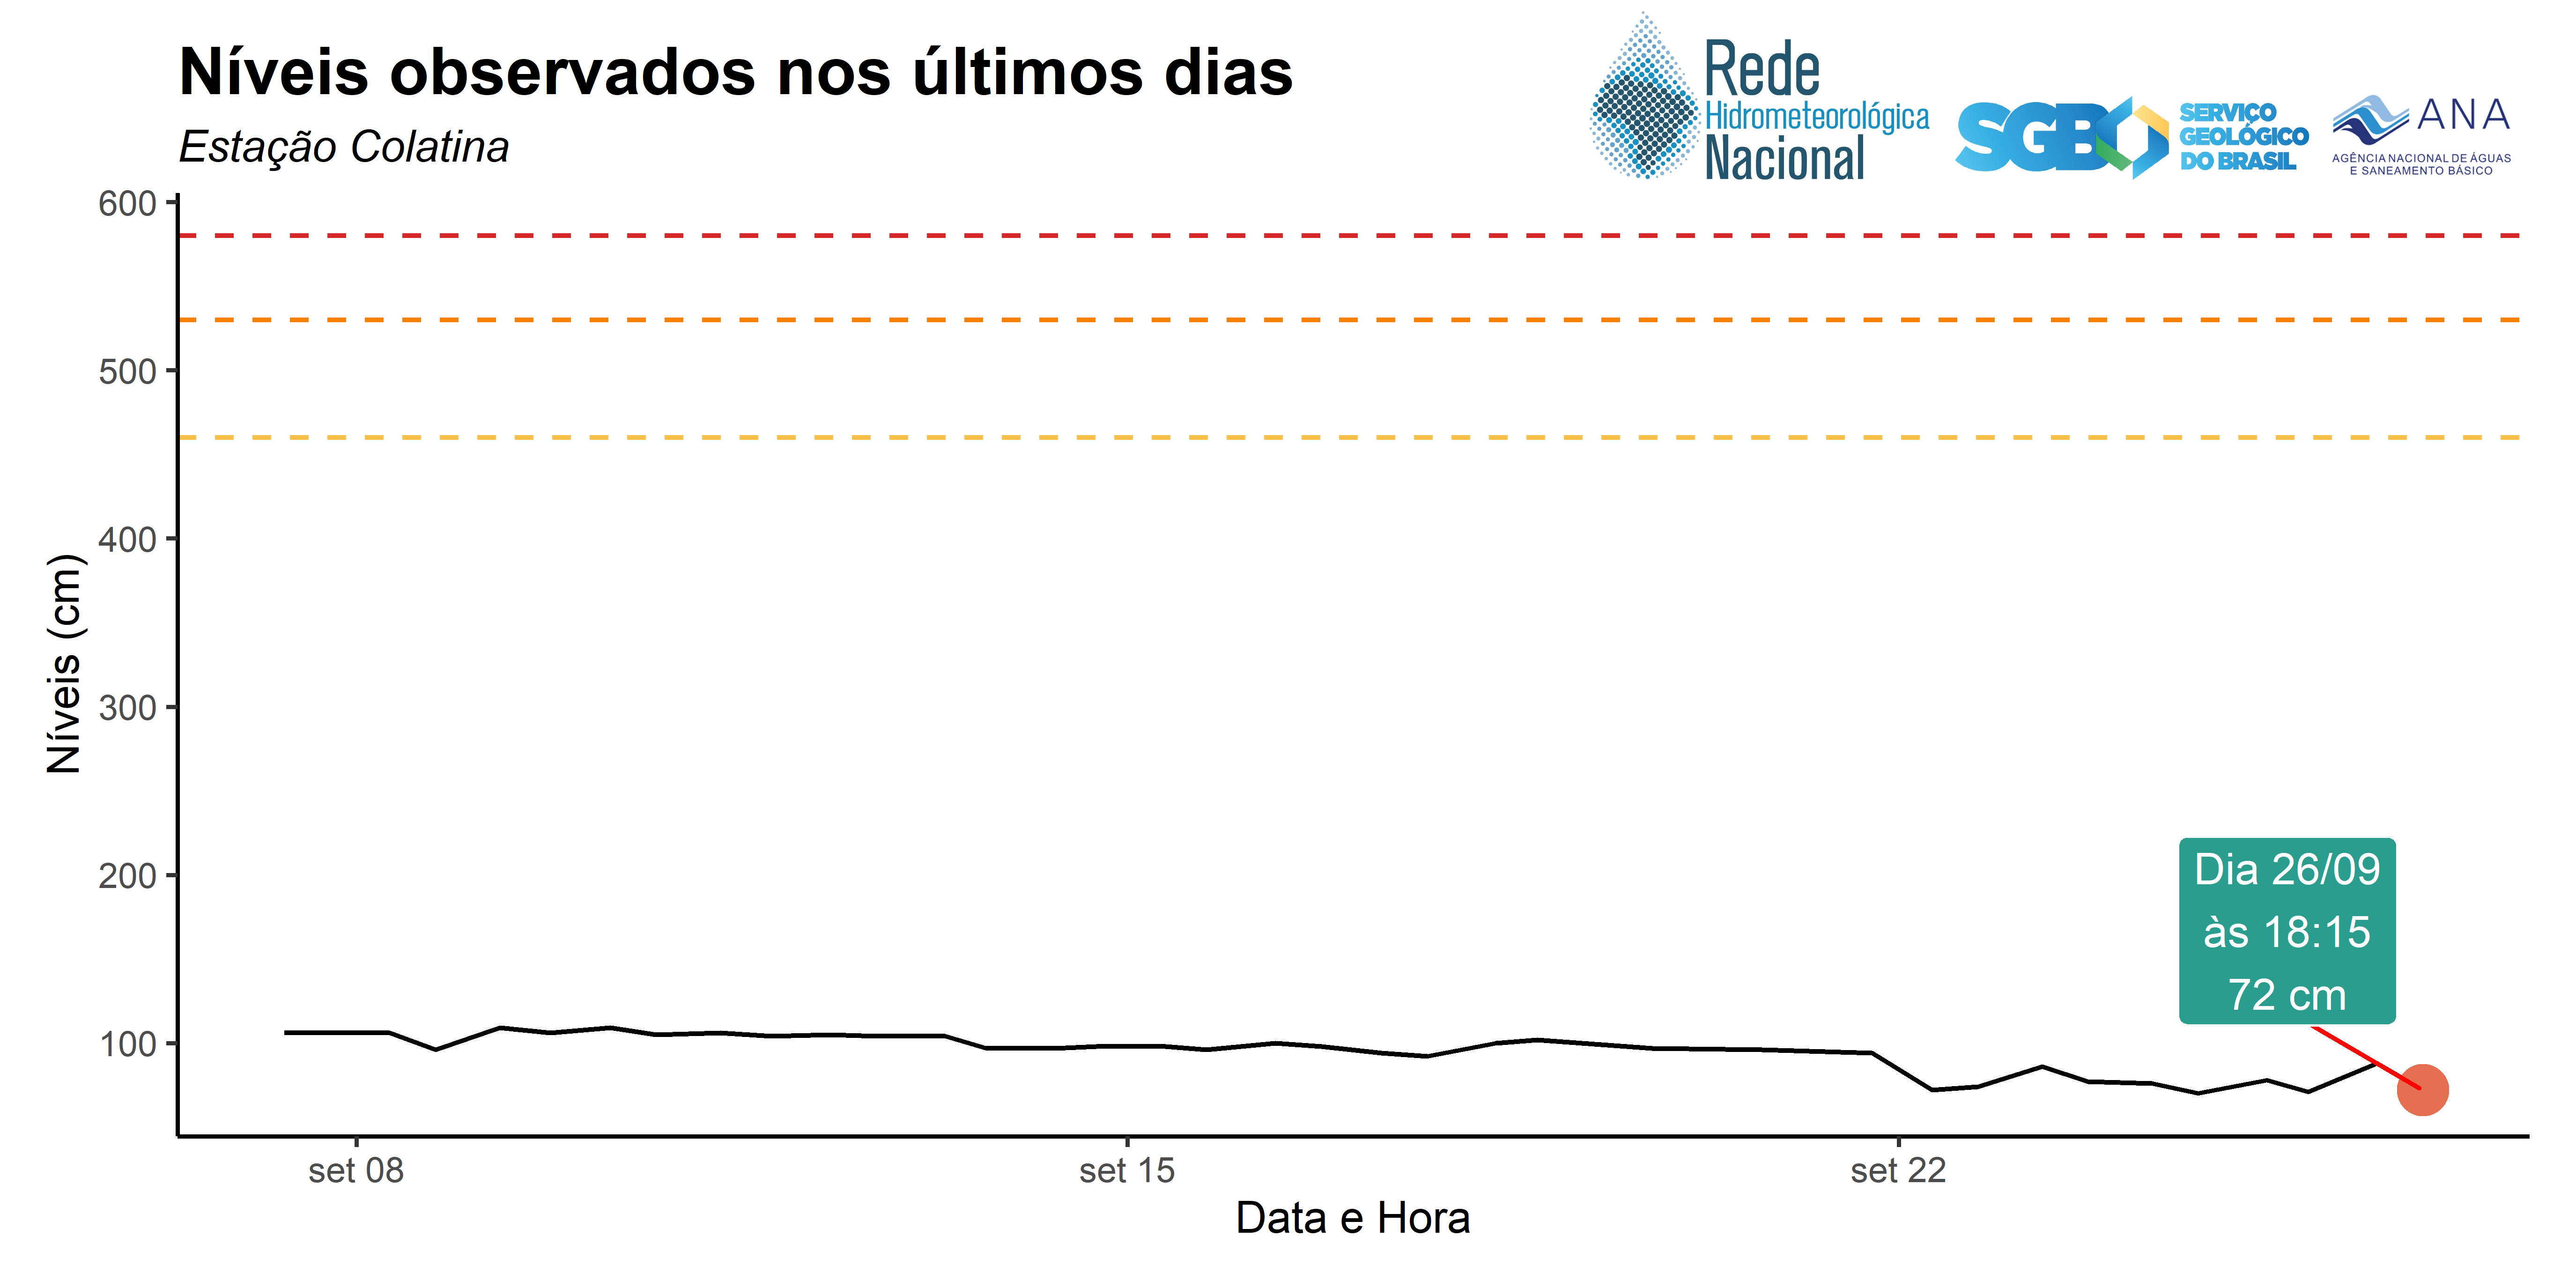 Níveis observados nos últimos dias
Estação Colatina
Rede
Hidrometeorológica
Nacional
SGB
SERVIÇO
GEOLÓGICO
DO BRASIL
ANA
AGÊNCIA NACIONAL DE ÁGUAS
E SANEAMENTO BÁSICO
Níveis (cm)
600
500
400
300
200
100
Dia 26/09
às 18:15
72 cm
set 08
set 15
set 22
Data e Hora